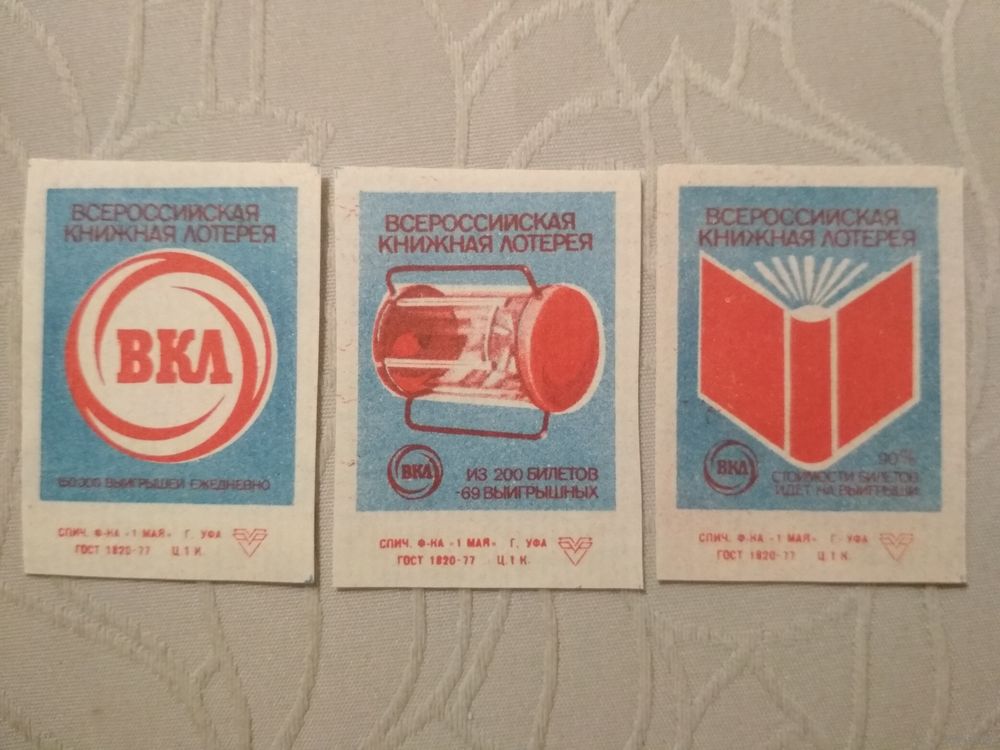 ВСЕРОССИЙСКАЯ
КНИЖНАЯ ЛОТЕРЕЯ
ВКЛ
150000 ВЫИГРЫШЕЙ ЕЖЕДНЕВНО
СПИЧ. Ф-КА «1 МАЯ» Г. УФА
ГОСТ 1820-77 Ц.1 К.
ВСЕРОССИЙСКАЯ
КНИЖНАЯ ЛОТЕРЕЯ
ВКЛ
ИЗ 200 БИЛЕТОВ
-69 ВЫИГРЫШНЫХ
СПИЧ. Ф-КА «1 МАЯ» Г. УФА
ГОСТ 1820-77 Ц.1 К.
ВСЕРОССИЙСКАЯ
КНИЖНАЯ ЛОТЕРЕЯ
ВКЛ
90%
СТОИМОСТИ БИЛЕТОВ
ИДЕТ НА ВЫИГРЫШИ
СПИЧ. Ф-КА «1 МАЯ» Г. УФА
ГОСТ 1820-77 Ц.1 К.